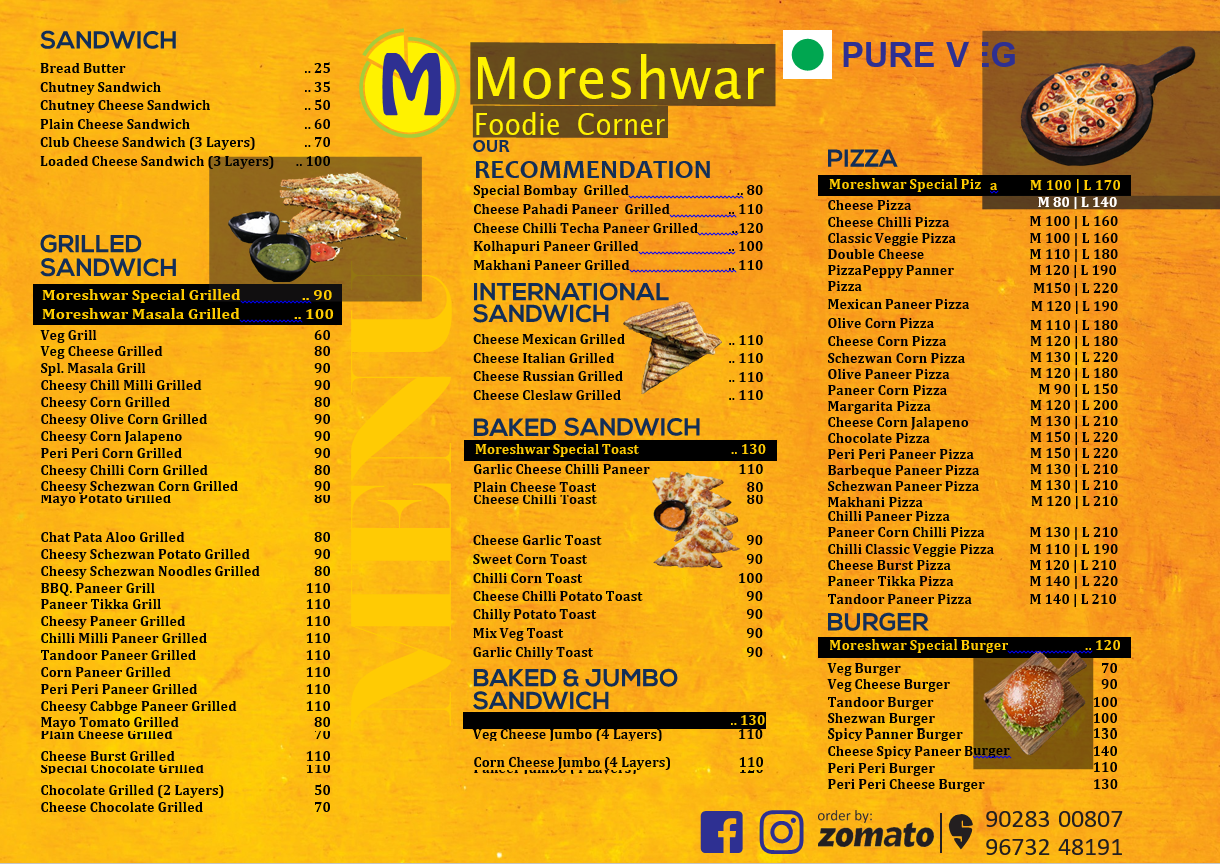 SANDWICH
Bread Butter .. 25
Chutney Sandwich .. 35
Chutney Cheese Sandwich .. 50
Plain Cheese Sandwich .. 60
Club Cheese Sandwich (3 Layers) .. 70
Loaded Cheese Sandwich (3 Layers) .. 100
GRILLED
SANDWICH
Moreshwar Special Grilled .. 90
Moreshwar Masala Grilled .. 100
Veg Grill 60
Veg Cheese Grilled 80
Spl. Masala Grill 90
Cheesy Chill Milli Grilled 90
Cheesy Corn Grilled 80
Cheesy Olive Corn Grilled 90
Cheesy Corn Jalapeno 90
Peri Peri Corn Grilled 90
Cheesy Chilli Corn Grilled 80
Cheesy Schezwan Corn Grilled 90
Mayo Potato Grilled 80
Chat Pata Aloo Grilled 80
Cheesy Schezwan Potato Grilled 90
Cheesy Schezwan Noodles Grilled 80
BBQ. Paneer Grill 110
Paneer Tikka Grill 110
Cheesy Paneer Grilled 110
Chilli Milli Paneer Grilled 110
Tandoor Paneer Grilled 110
Corn Paneer Grilled 110
Peri Peri Paneer Grilled 110
Cheesy Cabbge Paneer Grilled 110
Mayo Tomato Grilled 80
Plain Cheese Grilled 70
Cheese Burst Grilled 110
Special Chocolate Grilled 110
Chocolate Grilled (2 Layers) 50
Cheese Chocolate Grilled 70
MENU
M
Moreshwar
Foodie Corner
OUR
RECOMMENDATION
Special Bombay Grilled .. 80
Cheese Pahadi Paneer Grilled .. 110
Cheese Chilli Techa Paneer Grilled ..120
Kolhapuri Paneer Grilled .. 100
Makhani Paneer Grilled .. 110
INTERNATIONAL
SANDWICH
Cheese Mexican Grilled .. 110
Cheese Italian Grilled .. 110
Cheese Russian Grilled .. 110
Cheese Cleslaw Grilled .. 110
BAKED SANDWICH
Moreshwar Special Toast .. 130
Garlic Cheese Chilli Paneer 110
Plain Cheese Toast 80
Cheese Chilli Toast 80
Cheese Garlic Toast 90
Sweet Corn Toast 90
Chilli Corn Toast 100
Cheese Chilli Potato Toast 90
Chilly Potato Toast 90
Mix Veg Toast 90
Garlic Chilly Toast 90
BAKED & JUMBO
SANDWICH
.. 130
Veg Cheese Jumbo (4 Layers) 110
Corn Cheese Jumbo (4 Layers) 110
Paneer Jumbo (4 Layers) 120
PURE VEG
PIZZA
Moreshwar Special Piz a M 100 | L 170
Cheese Pizza M 80 | L 140
Cheese Chilli Pizza M 100 | L 160
Classic Veggie Pizza M 100 | L 160
Double Cheese M 110 | L 180
PizzaPeppy Panner M 120 | L 190
Pizza M150 | L 220
Mexican Paneer Pizza M 120 | L 190
Olive Corn Pizza M 110 | L 180
Cheese Corn Pizza M 120 | L 180
Schezwan Corn Pizza M 130 | L 220
Olive Paneer Pizza M 120 | L 180
Paneer Corn Pizza M 90 | L 150
Margarita Pizza M 120 | L 200
Cheese Corn Jalapeno M 130 | L 210
Chocolate Pizza M 150 | L 220
Peri Peri Paneer Pizza M 150 | L 220
Barbeque Paneer Pizza M 130 | L 210
Schezwan Paneer Pizza M 130 | L 210
Makhani Pizza M 120 | L 210
Chilli Paneer Pizza
Paneer Corn Chilli Pizza M 130 | L 210
Chilli Classic Veggie Pizza M 110 | L 190
Cheese Burst Pizza M 120 | L 210
Paneer Tikka Pizza M 140 | L 220
Tandoor Paneer Pizza M 140 | L 210
BURGER
Moreshwar Special Burger .. 120
Veg Burger 70
Veg Cheese Burger 90
Tandoor Burger 100
Shezwan Burger 100
Spicy Panner Burger 130
Cheese Spicy Paneer Burger 140
Peri Peri Burger 110
Peri Peri Cheese Burger 130
order by:
zomato
90283 00807
96732 48191